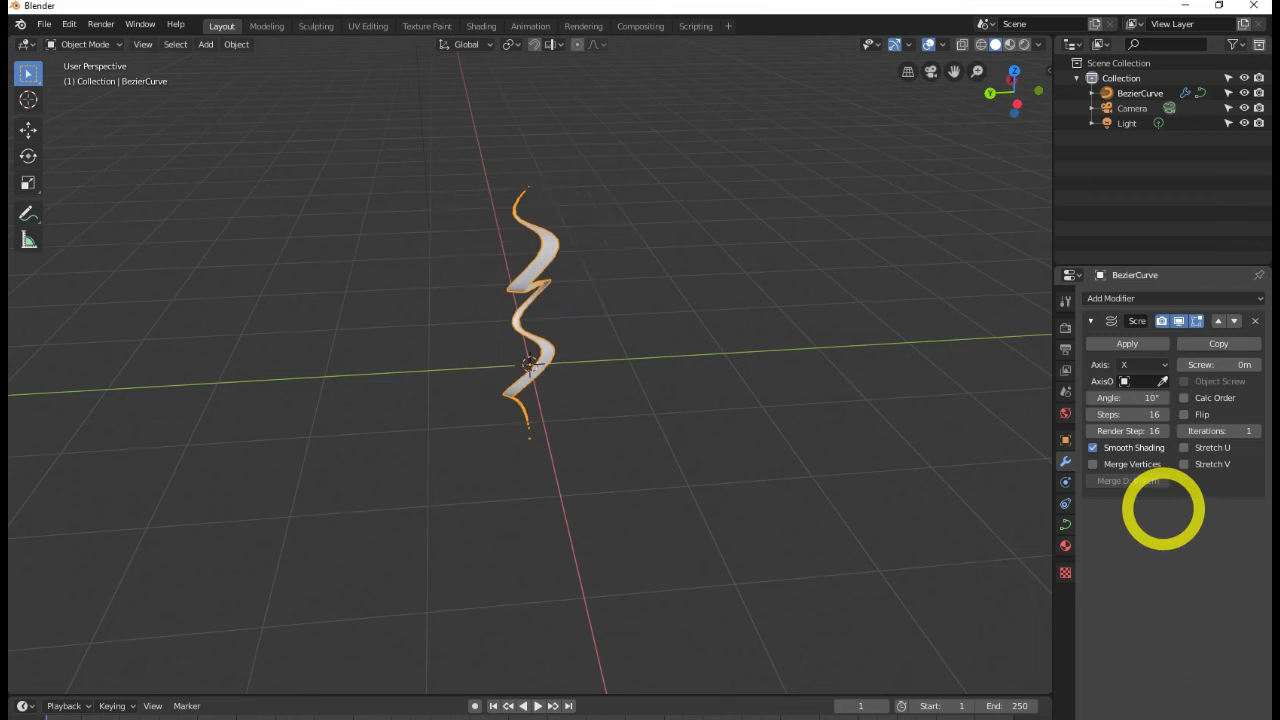 Blender
File Edit Render Window Help
Layout Modeling Sculpting UV Editing Texture Paint Shading Animation Rendering Compositing Scripting +
Scene
View Layer
Object Mode View Select Add Object
Global
User Perspective
(1) Collection | BezierCurve
Z
Y
Scene Collection
Collection
BezierCurve
Camera
Light
BezierCurve
Add Modifier
Scre
Apply Copy
Axis: X Screw: 0m
AxisO Object Screw
Angle: 10° Calc Order
Steps: 16 Flip
Render Step: 16 Iterations: 1
Smooth Shading Stretch U
Merge Vertices Stretch V
Merge D:
Playback Keying View Marker
1 Start: 1 End: 250